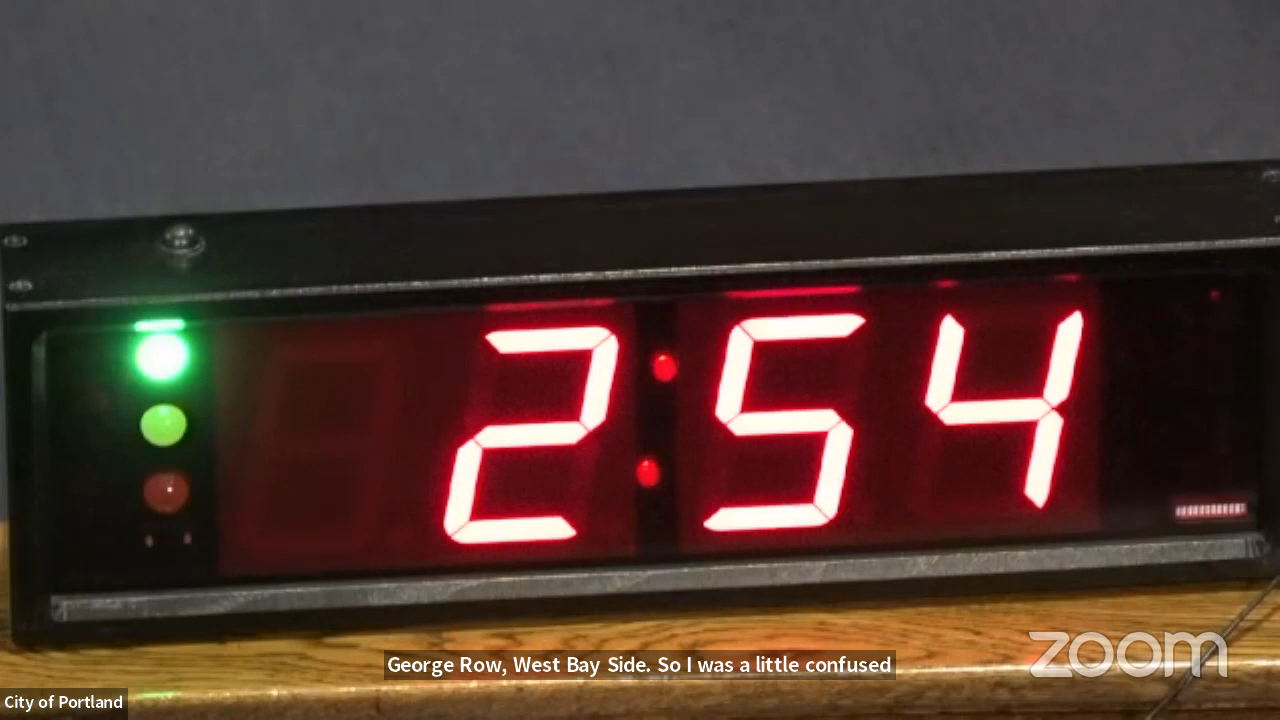 2:54
George Row, West Bay Side. So I was a little confused
zoom
City of Portland